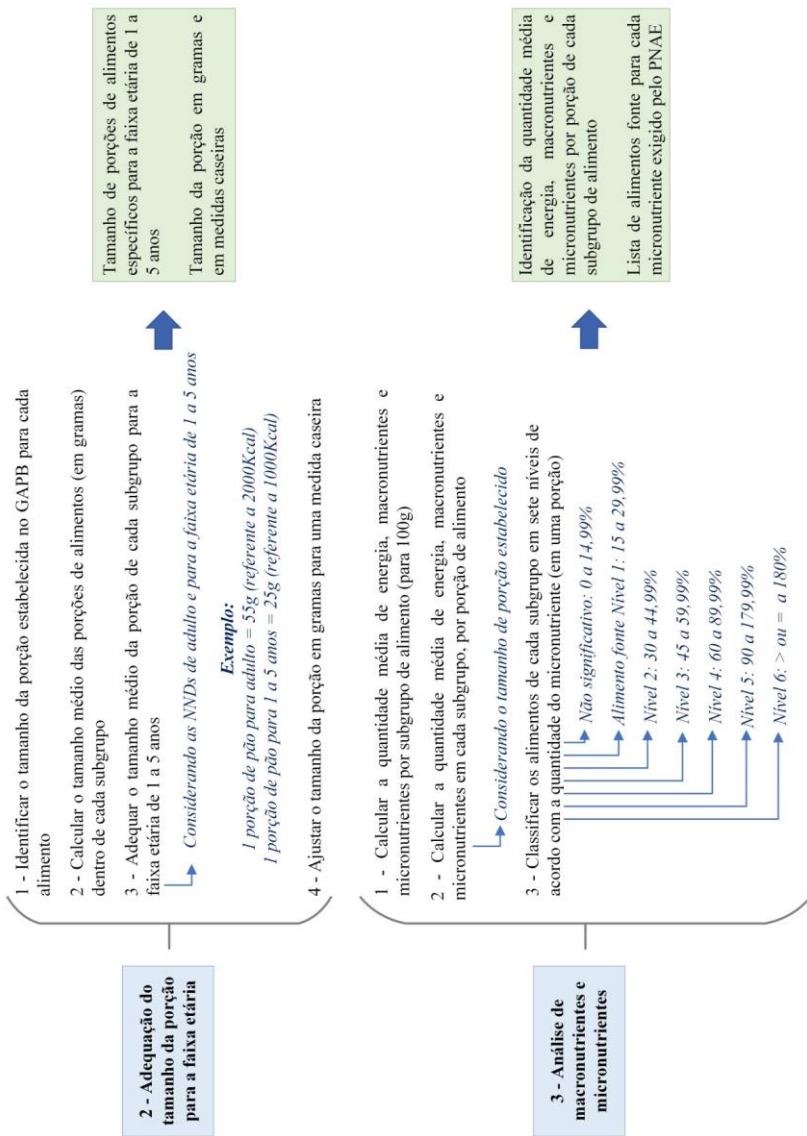 2 - Adequação do
tamanho da porção
para a faixa etária
1 - Identificar o tamanho da porção estabelecida no GAPB para cada
alimento
2 - Calcular o tamanho médio das porções de alimentos (em gramas)
dentro de cada subgrupo
3 - Adequar o tamanho médio da porção de cada subgrupo para a
faixa etária de 1 a 5 anos
Considerando as NNDs de adulto e para a faixa etária de 1 a 5 anos
Exemplo:
1 porção de pão para adulto = 55g (referente a 2000Kcal)
1 porção de pão para 1 a 5 anos = 25g (referente a 1000Kcal)
4 - Ajustar o tamanho da porção em gramas para uma medida caseira
Tamanho de porções de alimentos
específicos para a faixa etária de 1 a
5 anos
Tamanho da porção em gramas e
em medidas caseiras
3 - Análise de
macronutrientes e
micronutrientes
1 - Calcular a quantidade média de energia, macronutrientes e
micronutrientes por subgrupo de alimento (para 100g)
2 - Calcular a quantidade média de energia, macronutrientes e
micronutrientes em cada subgrupo, por porção de alimento
Considerando o tamanho de porção estabelecido
3 - Classificar os alimentos de cada subgrupo em sete níveis de
acordo com a quantidade do micronutriente (em uma porção)
Não significativo: 0 a 14,99%
Alimento fonte Nível 1: 15 a 29,99%
Nível 2: 30 a 44,99%
Nível 3: 45 a 59,99%
Nível 4: 60 a 89,99%
Nível 5: 90 a 179,99%
Nível 6: > ou = a 180%
Identificação da quantidade média
de energia, macronutrientes e
micronutrientes por porção de cada
subgrupo de alimento
Lista de alimentos fonte para cada
micronutriente exigido pelo PNAE